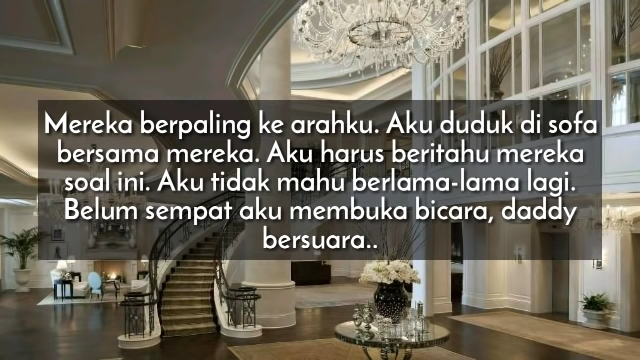 Mereka berpaling ke arahku. Aku duduk di sofa
bersama mereka. Aku harus beritahu mereka
soal ini. Aku tidak mahu berlama-lama lagi.
Belum sempat aku membuka bicara, daddy
bersuara..